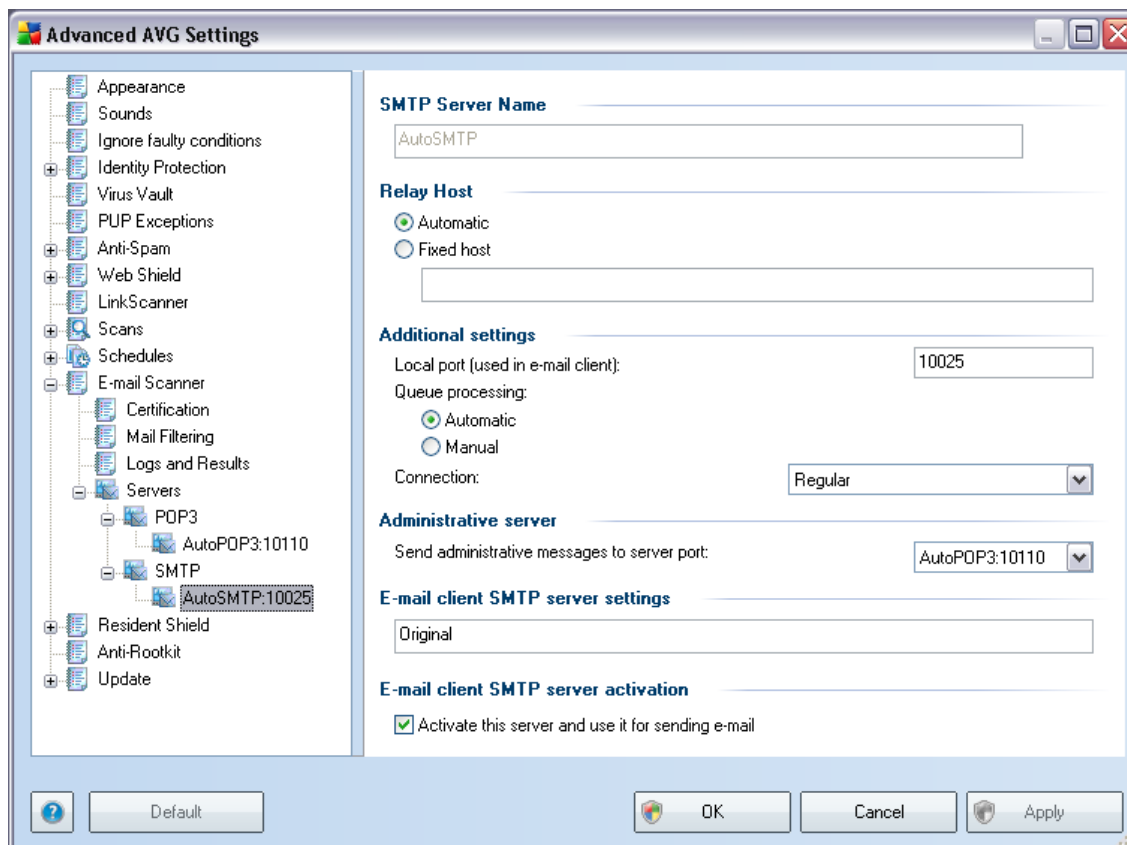 Advanced AVG Settings
Appearance
Sounds
Ignore faulty conditions
Identity Protection
Virus Vault
PUP Exceptions
Anti-Spam
Web Shield
LinkScanner
Scans
Schedules
E-mail Scanner
Certification
Mail Filtering
Logs and Results
Servers
POP3
AutoPOP3:10110
SMTP
AutoSMTP:10025
Resident Shield
Anti-Rootkit
Update
SMTP Server Name
AutoSMTP
Relay Host
Automatic
Fixed host
Additional settings
Local port (used in e-mail client): 10025
Queue processing:
Automatic
Manual
Connection: Regular
Administrative server
Send administrative messages to server port: AutoPOP3:10110
E-mail client SMTP server settings
Original
E-mail client SMTP server activation
Activate this server and use it for sending e-mail
? Default OK Cancel Apply